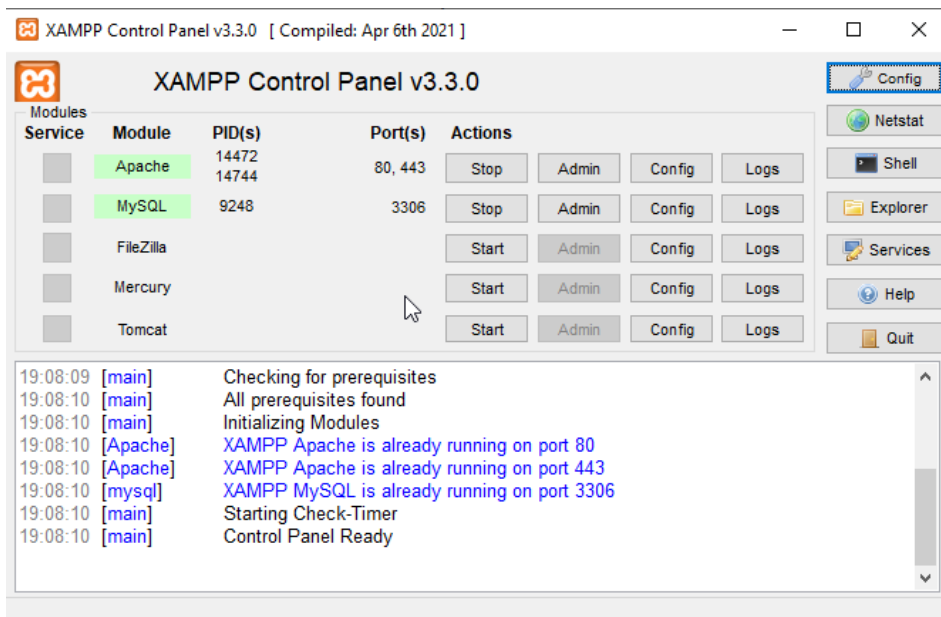 XAMPP Control Panel v3.3.0 [ Compiled: Apr 6th 2021 ]
XAMPP Control Panel v3.3.0
Config
Netstat
Shell
Explorer
Services
Help
Quit
Modules
Service Module PID(s) Port(s) Actions
Apache 14472 14744 80, 443 Stop Admin Config Logs
MySQL 9248 3306 Stop Admin Config Logs
FileZilla Start Admin Config Logs
Mercury Start Admin Config Logs
Tomcat Start Admin Config Logs
19:08:09 [main] Checking for prerequisites
19:08:10 [main] All prerequisites found
19:08:10 [main] Initializing Modules
19:08:10 [Apache] XAMPP Apache is already running on port 80
19:08:10 [Apache] XAMPP Apache is already running on port 443
19:08:10 [mysql] XAMPP MySQL is already running on port 3306
19:08:10 [main] Starting Check-Timer
19:08:10 [main] Control Panel Ready